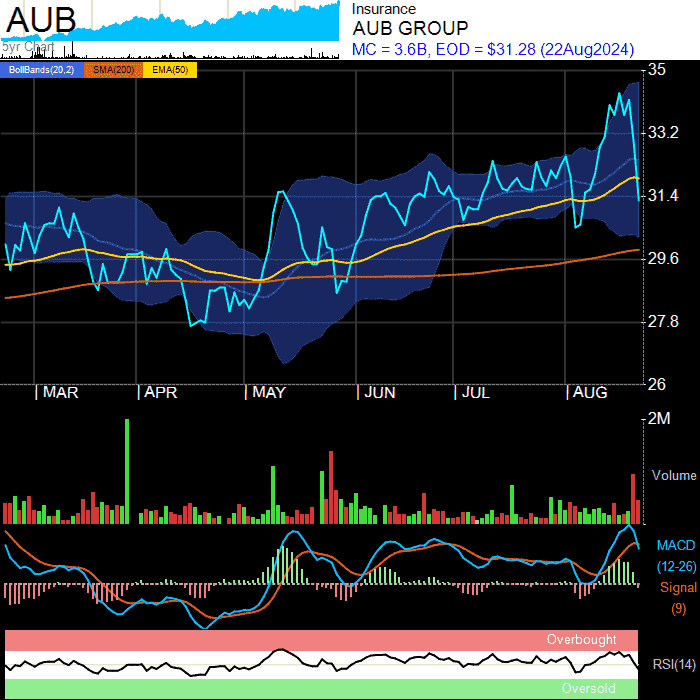 AUB
5yr Chart
Insurance
AUB GROUP
MC = 3.6B, EOD = $31.28 (22Aug2024)
BollBands(20,2) SMA(200) EMA(50)
35
33.2
31.4
29.6
27.8
26
| MAR | APR | MAY | JUN | JUL | AUG
2M
Volume
MACD
(12-26)
Signal
(9)
Overbought
RSI(14)
Oversold